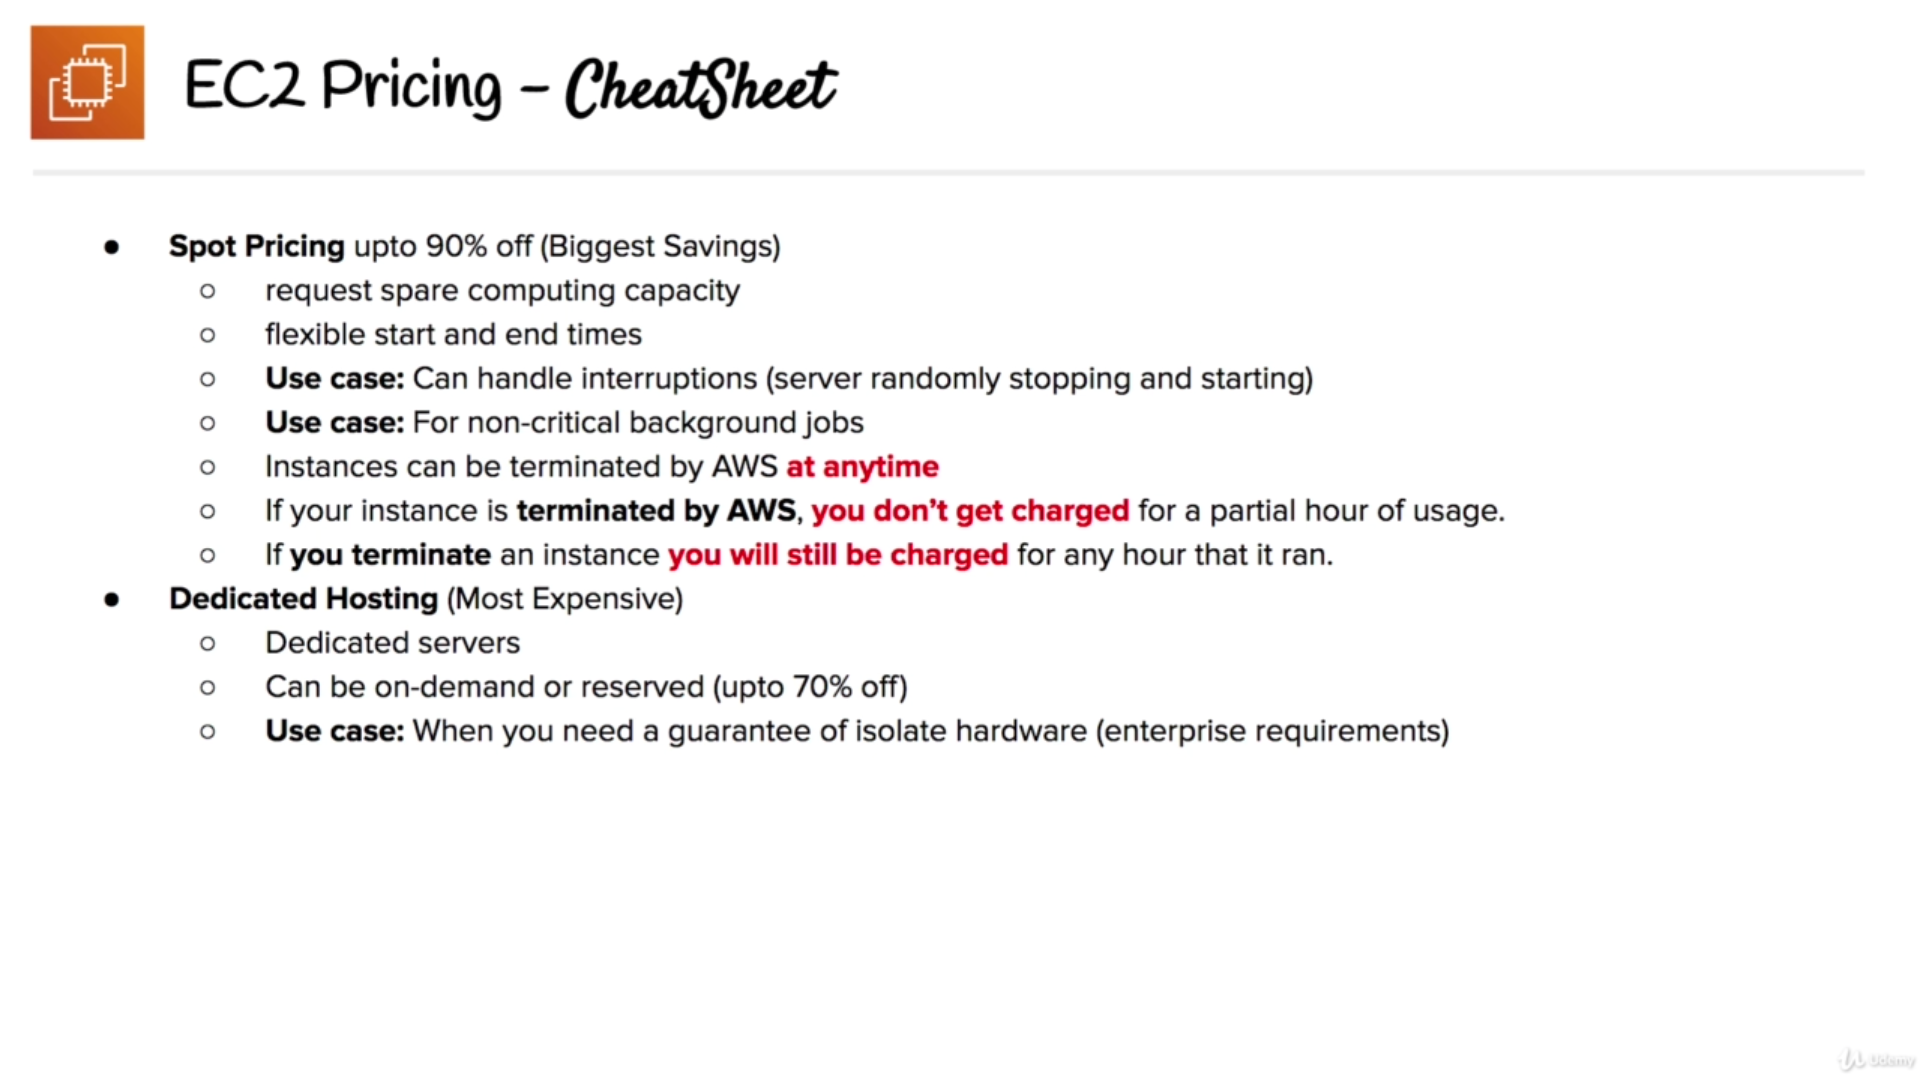 EC2 Pricing – CheatSheet
● Spot Pricing upto 90% off (Biggest Savings)
○ request spare computing capacity
○ flexible start and end times
○ Use case: Can handle interruptions (server randomly stopping and starting)
○ Use case: For non-critical background jobs
○ Instances can be terminated by AWS at anytime
○ If your instance is terminated by AWS, you don’t get charged for a partial hour of usage.
○ If you terminate an instance you will still be charged for any hour that it ran.
● Dedicated Hosting (Most Expensive)
○ Dedicated servers
○ Can be on-demand or reserved (upto 70% off)
○ Use case: When you need a guarantee of isolate hardware (enterprise requirements)
Udemy